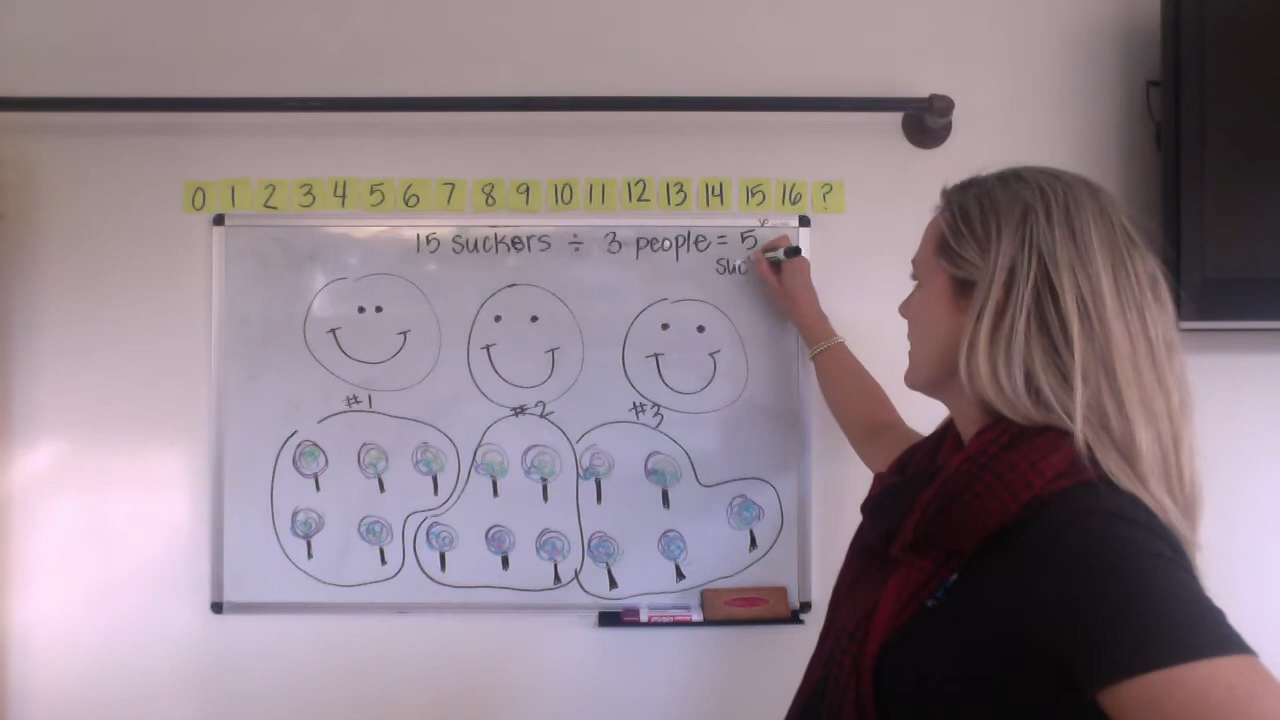 0 1 2 3 4 5 6 7 8 9 10 11 12 13 14 15 16 ?
15 suckers ÷ 3 people = 5
suc
#1 #2 #3